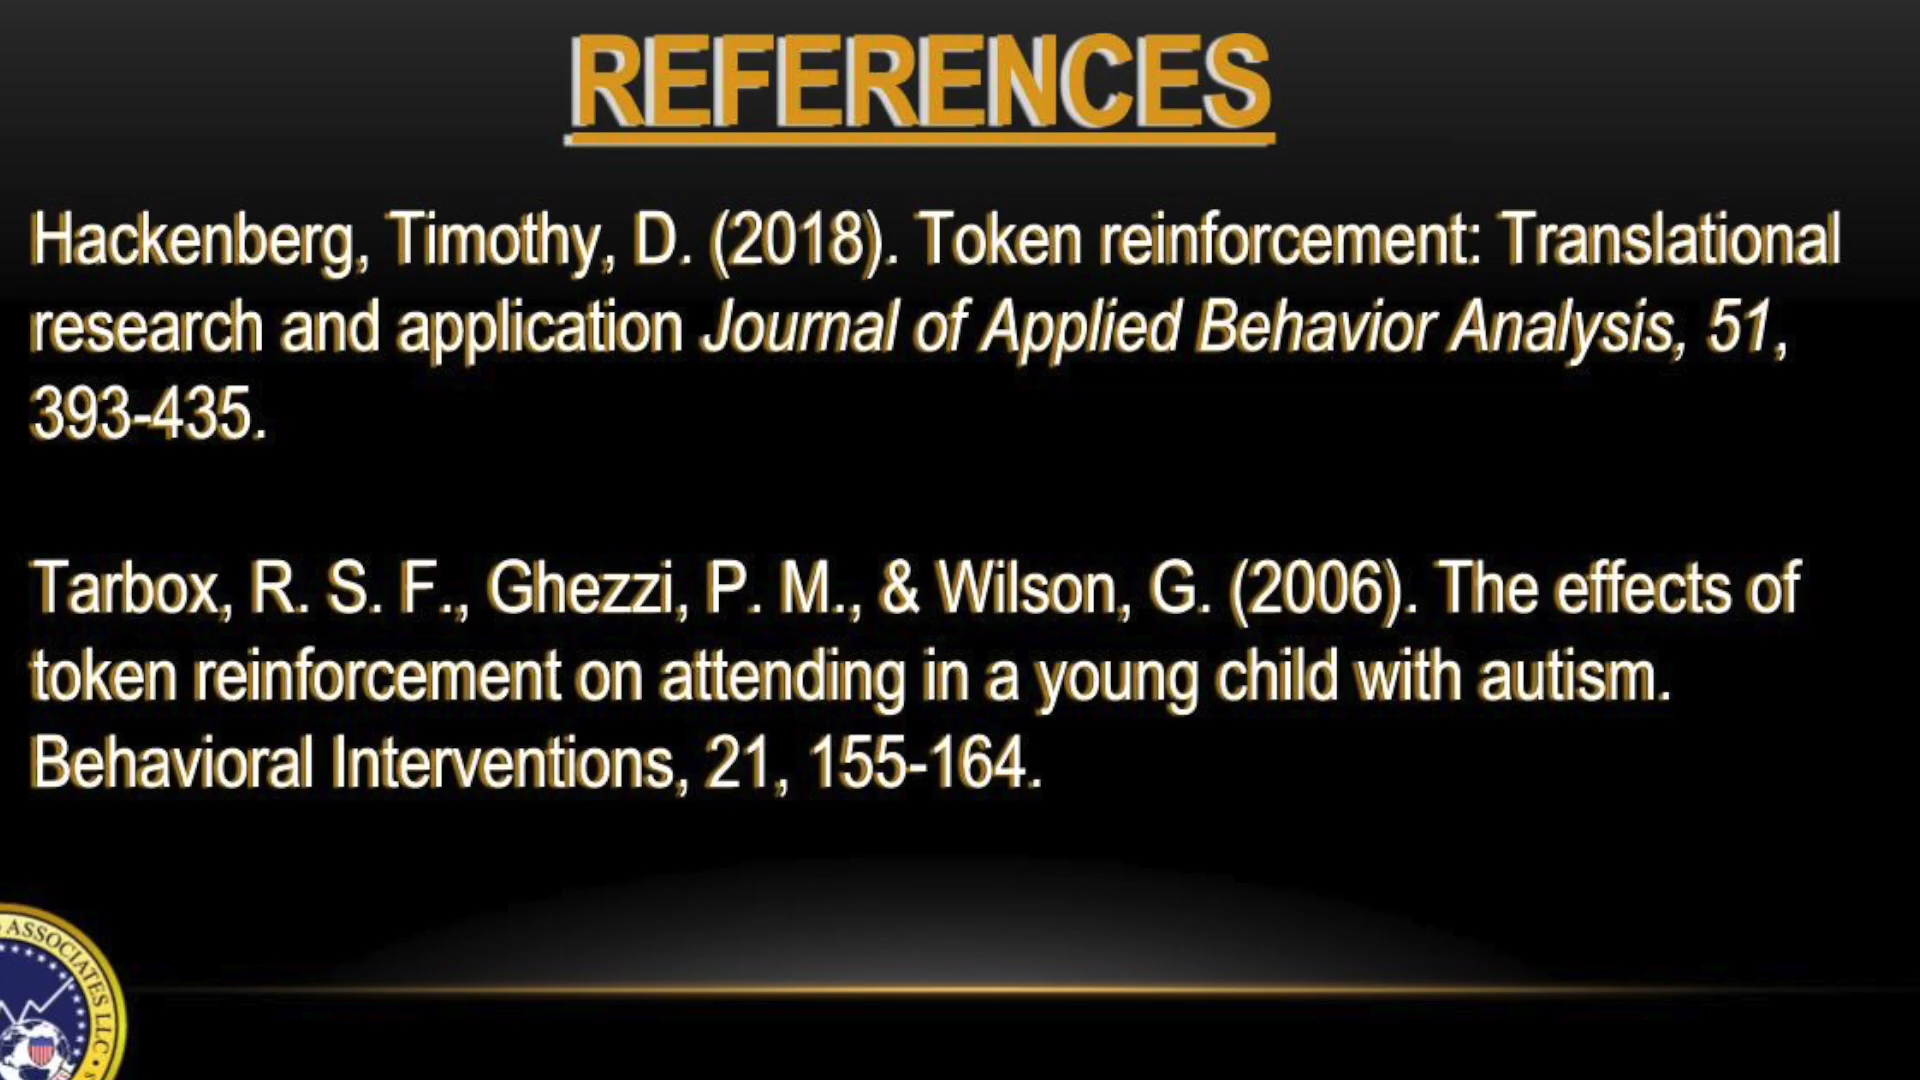 REFERENCES
Hackenberg, Timothy, D. (2018). Token reinforcement: Translational
research and application Journal of Applied Behavior Analysis, 51,
393-435.
Tarbox, R. S. F., Ghezzi, P. M., & Wilson, G. (2006). The effects of
token reinforcement on attending in a young child with autism.
Behavioral Interventions, 21, 155-164.
ASSOCIATES LLC •